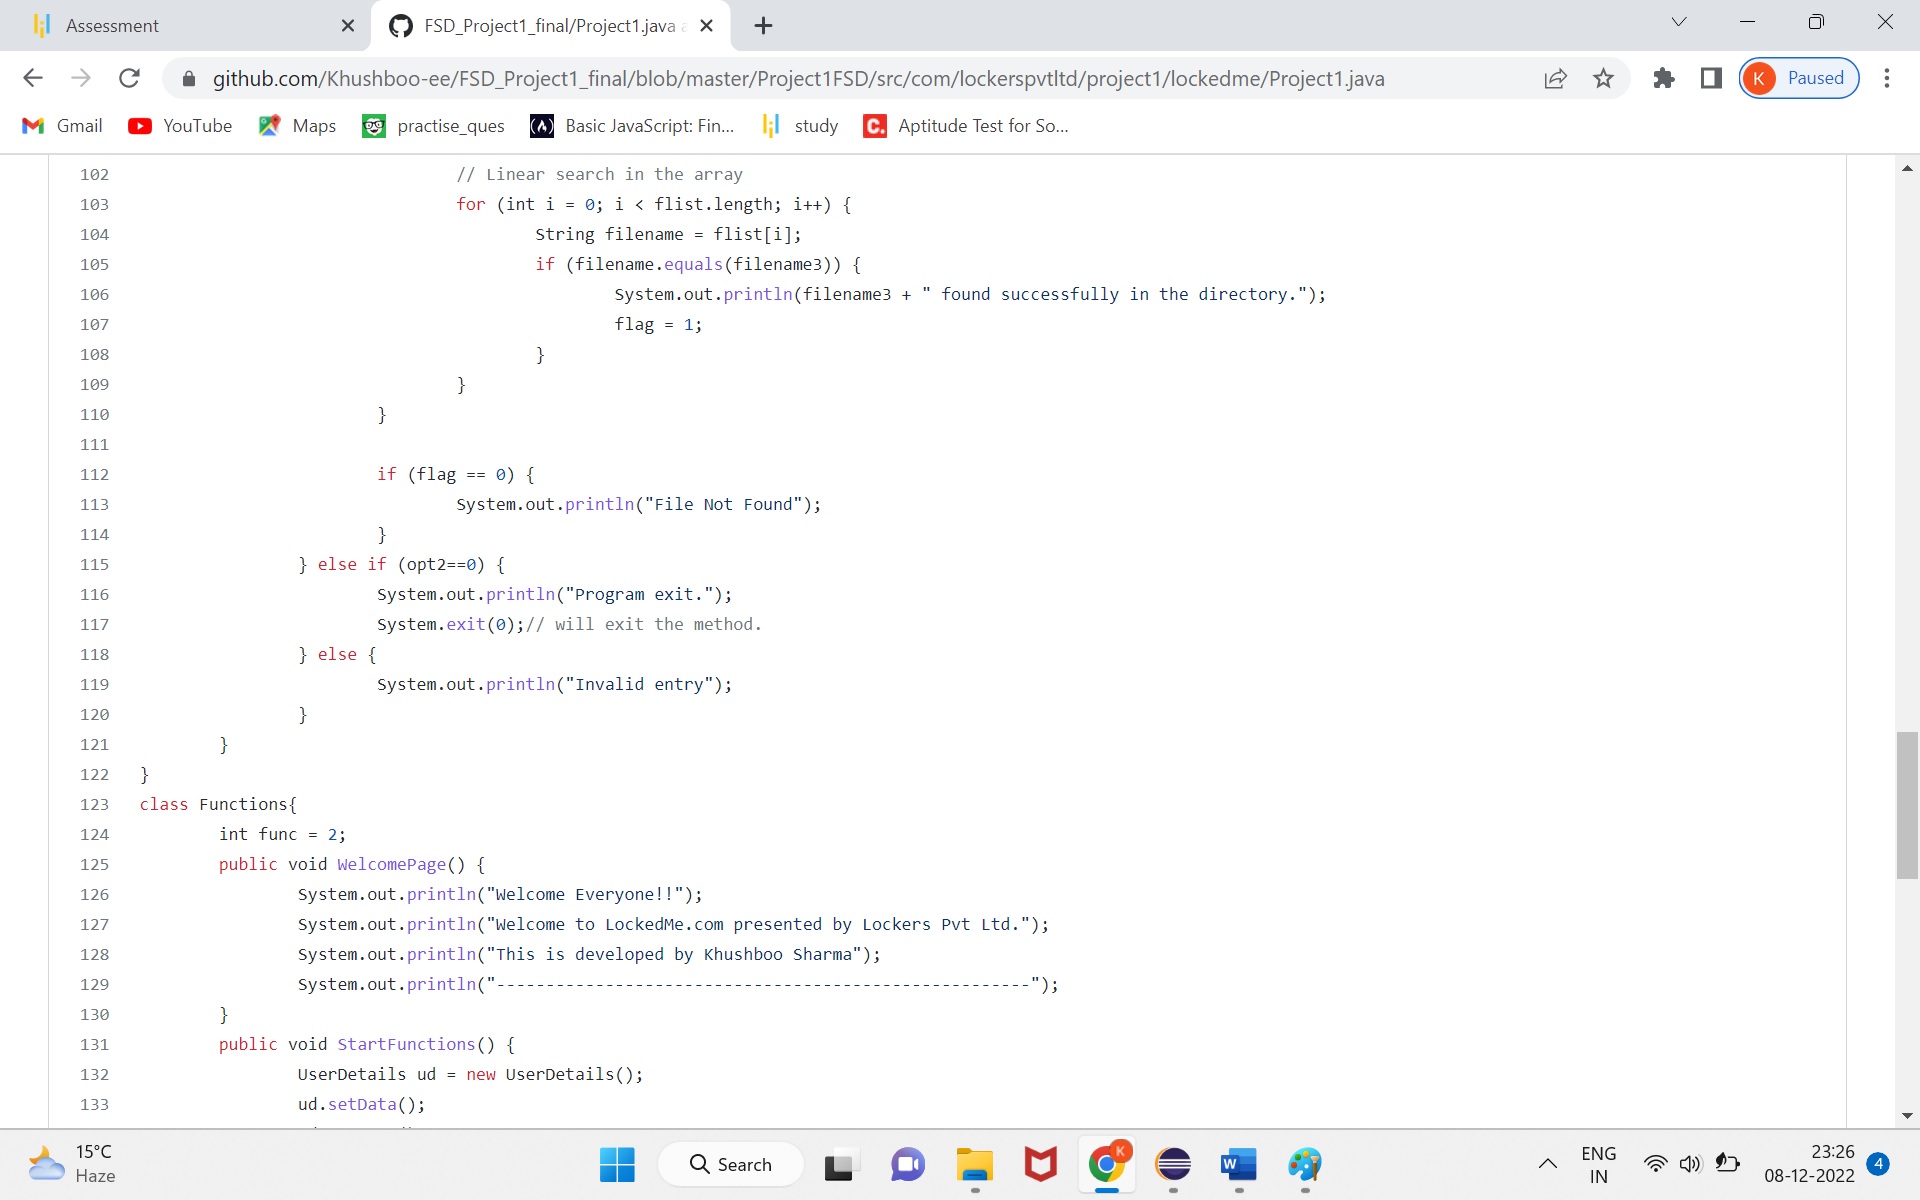 Assessment
FSD_Project1_final/Project1.java a
github.com/Khushboo-ee/FSD_Project1_final/blob/master/Project1FSD/src/com/lockerspvtltd/project1/lockedme/Project1.java
K Paused
Gmail YouTube Maps practise_ques Basic JavaScript: Fin... study C. Aptitude Test for So...
102 // Linear search in the array
103 for (int i = 0; i < flist.length; i++) {
104 String filename = flist[i];
105 if (filename.equals(filename3)) {
106 System.out.println(filename3 + " found successfully in the directory.");
107 flag = 1;
108 }
109 }
110 }
111
112 if (flag == 0) {
113 System.out.println("File Not Found");
114 }
115 } else if (opt2==0) {
116 System.out.println("Program exit.");
117 System.exit(0);// will exit the method.
118 } else {
119 System.out.println("Invalid entry");
120 }
121 }
122 }
123 class Functions{
124 int func = 2;
125 public void WelcomePage() {
126 System.out.println("Welcome Everyone!!");
127 System.out.println("Welcome to LockedMe.com presented by Lockers Pvt Ltd.");
128 System.out.println("This is developed by Khushboo Sharma");
129 System.out.println("------------------------------------------------------");
130 }
131 public void StartFunctions() {
132 UserDetails ud = new UserDetails();
133 ud.setData();
15°C
Haze
Search
K
W
ENG
IN
23:26
08-12-2022
4